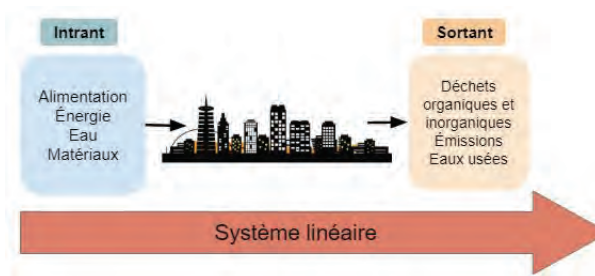 Intrant
Alimentation
Énergie
Eau
Matériaux
Sortant
Déchets
organiques et
inorganiques
Émissions
Eaux usées
Système linéaire